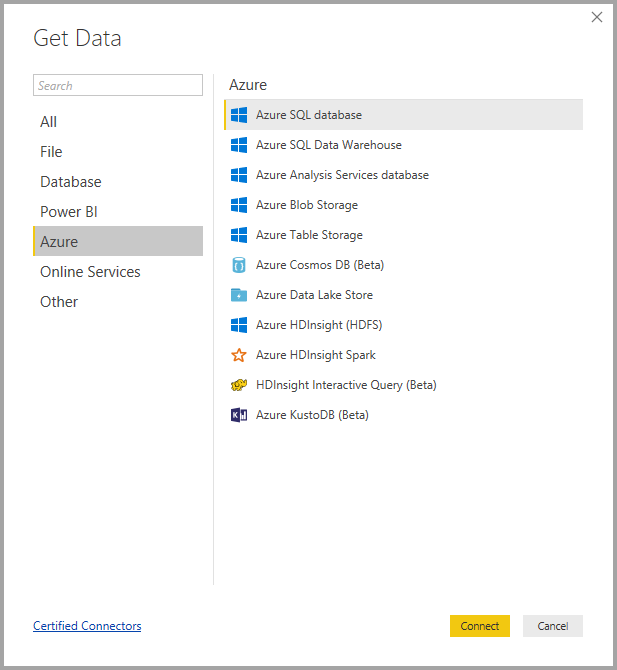 Get Data
Search
All
File
Database
Power BI
Azure
Online Services
Other
Azure
Azure SQL database
Azure SQL Data Warehouse
Azure Analysis Services database
Azure Blob Storage
Azure Table Storage
Azure Cosmos DB (Beta)
Azure Data Lake Store
Azure HDInsight (HDFS)
Azure HDInsight Spark
HDInsight Interactive Query (Beta)
Azure KustoDB (Beta)
Certified Connectors
Connect
Cancel